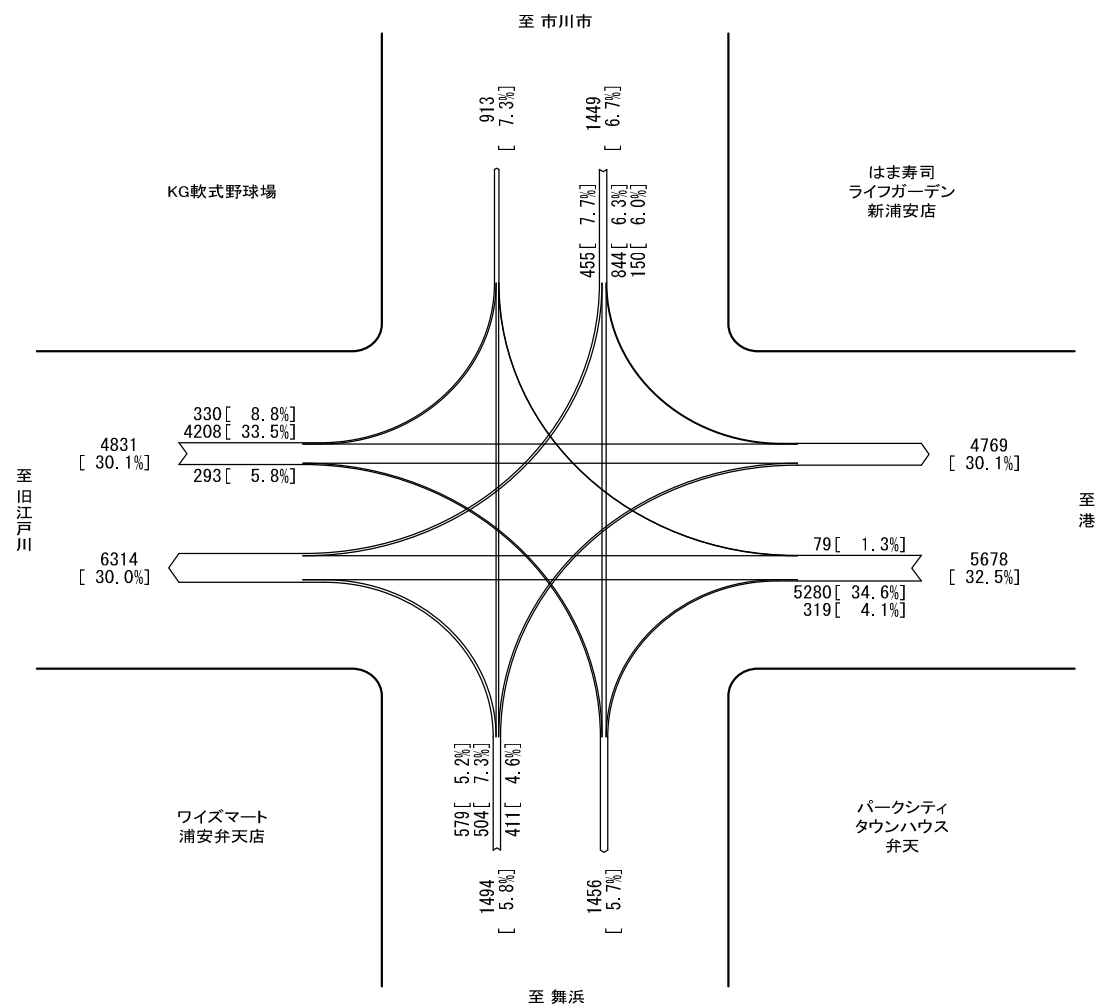 至 市川市
913
[ 7.3%]
1449
[ 6.7%]
455[ 7.7%]
844[ 6.3%]
150[ 6.0%]
KG軟式野球場
はま寿司
ライフガーデン
新浦安店
330[ 8.8%]
4208[ 33.5%]
293[ 5.8%]
4831
[ 30.1%]
4769
[ 30.1%]
至 旧江戸川
至 港
6314
[ 30.0%]
79[ 1.3%]
5280[ 34.6%]
319[ 4.1%]
5678
[ 32.5%]
579[ 5.2%]
504[ 7.3%]
411[ 4.6%]
ワイズマート
浦安弁天店
パークシティ
タウンハウス
弁天
1494
[ 5.8%]
1456
[ 5.7%]
至 舞浜